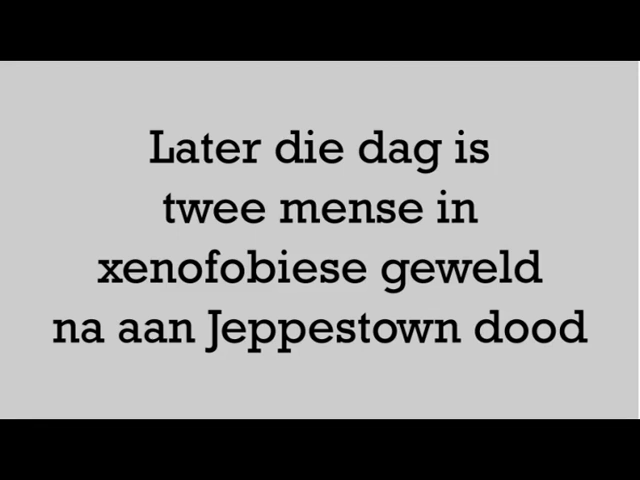 Later die dag is
twee mense in
xenofobiese geweld
na aan Jeppestown dood